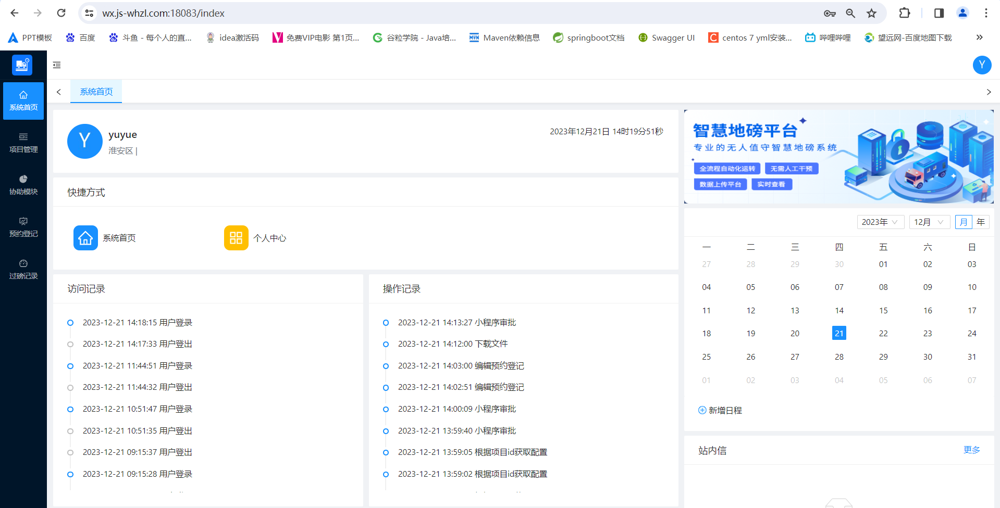 wx.js-whzl.com:18083/index
PPT模板
百度
斗鱼 - 每个人的直...
idea激活码
免费VIP电影 第1页...
谷粒学院 - Java培...
Maven依赖信息
springboot文档
Swagger UI
centos 7 yml安装...
哔哩哔哩
望远网-百度地图下载
Y
系统首页
项目管理
协助模块
预约登记
过磅记录
系统首页
Y
yuyue
淮安区 |
2023年12月21日 14时19分51秒
快捷方式
系统首页
个人中心
访问记录
2023-12-21 14:18:15 用户登录
2023-12-21 14:17:33 用户登出
2023-12-21 11:44:51 用户登录
2023-12-21 11:44:32 用户登出
2023-12-21 10:51:47 用户登录
2023-12-21 10:51:35 用户登出
2023-12-21 09:15:37 用户登出
2023-12-21 09:15:28 用户登录
操作记录
2023-12-21 14:13:27 小程序审批
2023-12-21 14:12:00 下载文件
2023-12-21 14:03:00 编辑预约登记
2023-12-21 14:02:51 编辑预约登记
2023-12-21 14:00:09 小程序审批
2023-12-21 13:59:40 小程序审批
2023-12-21 13:59:05 根据项目id获取配置
2023-12-21 13:59:02 根据项目id获取配置
智慧地磅平台
专业的无人值守智慧地磅系统
全流程自动化运转 无需人工干预
数据上传平台 实时查看
2023年 12月 月 年
一 二 三 四 五 六 日
27 28 29 30 01 02 03
04 05 06 07 08 09 10
11 12 13 14 15 16 17
18 19 20 21 22 23 24
25 26 27 28 29 30 31
01 02 03 04 05 06 07
新增日程
站内信 更多